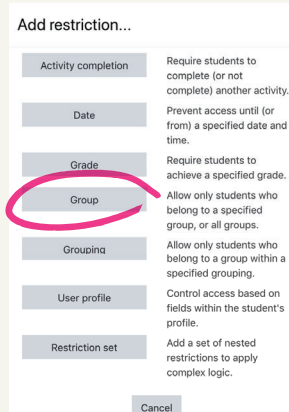 Add restriction...
Activity completion
Require students to
complete (or not
complete) another activity.
Date
Prevent access until (or
from) a specified date and
time.
Grade
Require students to
achieve a specified grade.
Group
Allow only students who
belong to a specified
group, or all groups.
Grouping
Allow only students who
belong to a group within a
specified grouping.
User profile
Control access based on
fields within the student's
profile.
Restriction set
Add a set of nested
restrictions to apply
complex logic.
Cancel